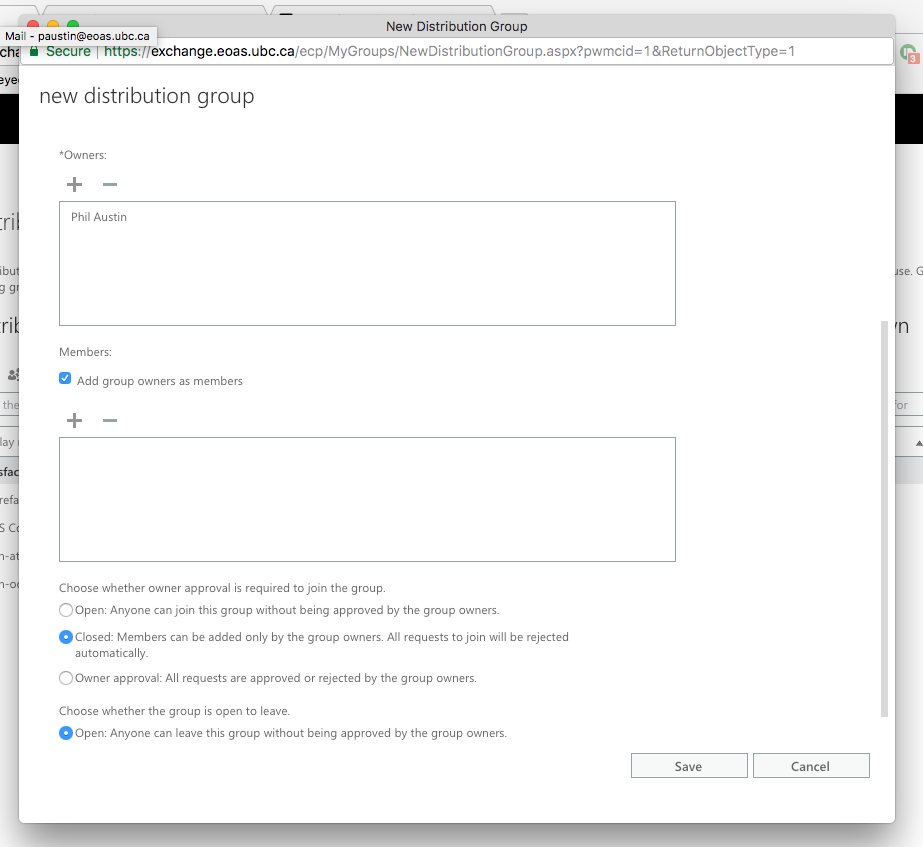 New Distribution Group
Mail - paustin@eoas.ubc.ca
Secure https://exchange.eoas.ubc.ca/ecp/MyGroups/NewDistributionGroup.aspx?pwmcid=1&ReturnObjectType=1
3
new distribution group
*Owners:
Phil Austin
Members:
Add group owners as members
Choose whether owner approval is required to join the group.
Open: Anyone can join this group without being approved by the group owners.
Closed: Members can be added only by the group owners. All requests to join will be rejected
automatically.
Owner approval: All requests are approved or rejected by the group owners.
Choose whether the group is open to leave.
Open: Anyone can leave this group without being approved by the group owners.
Save Cancel